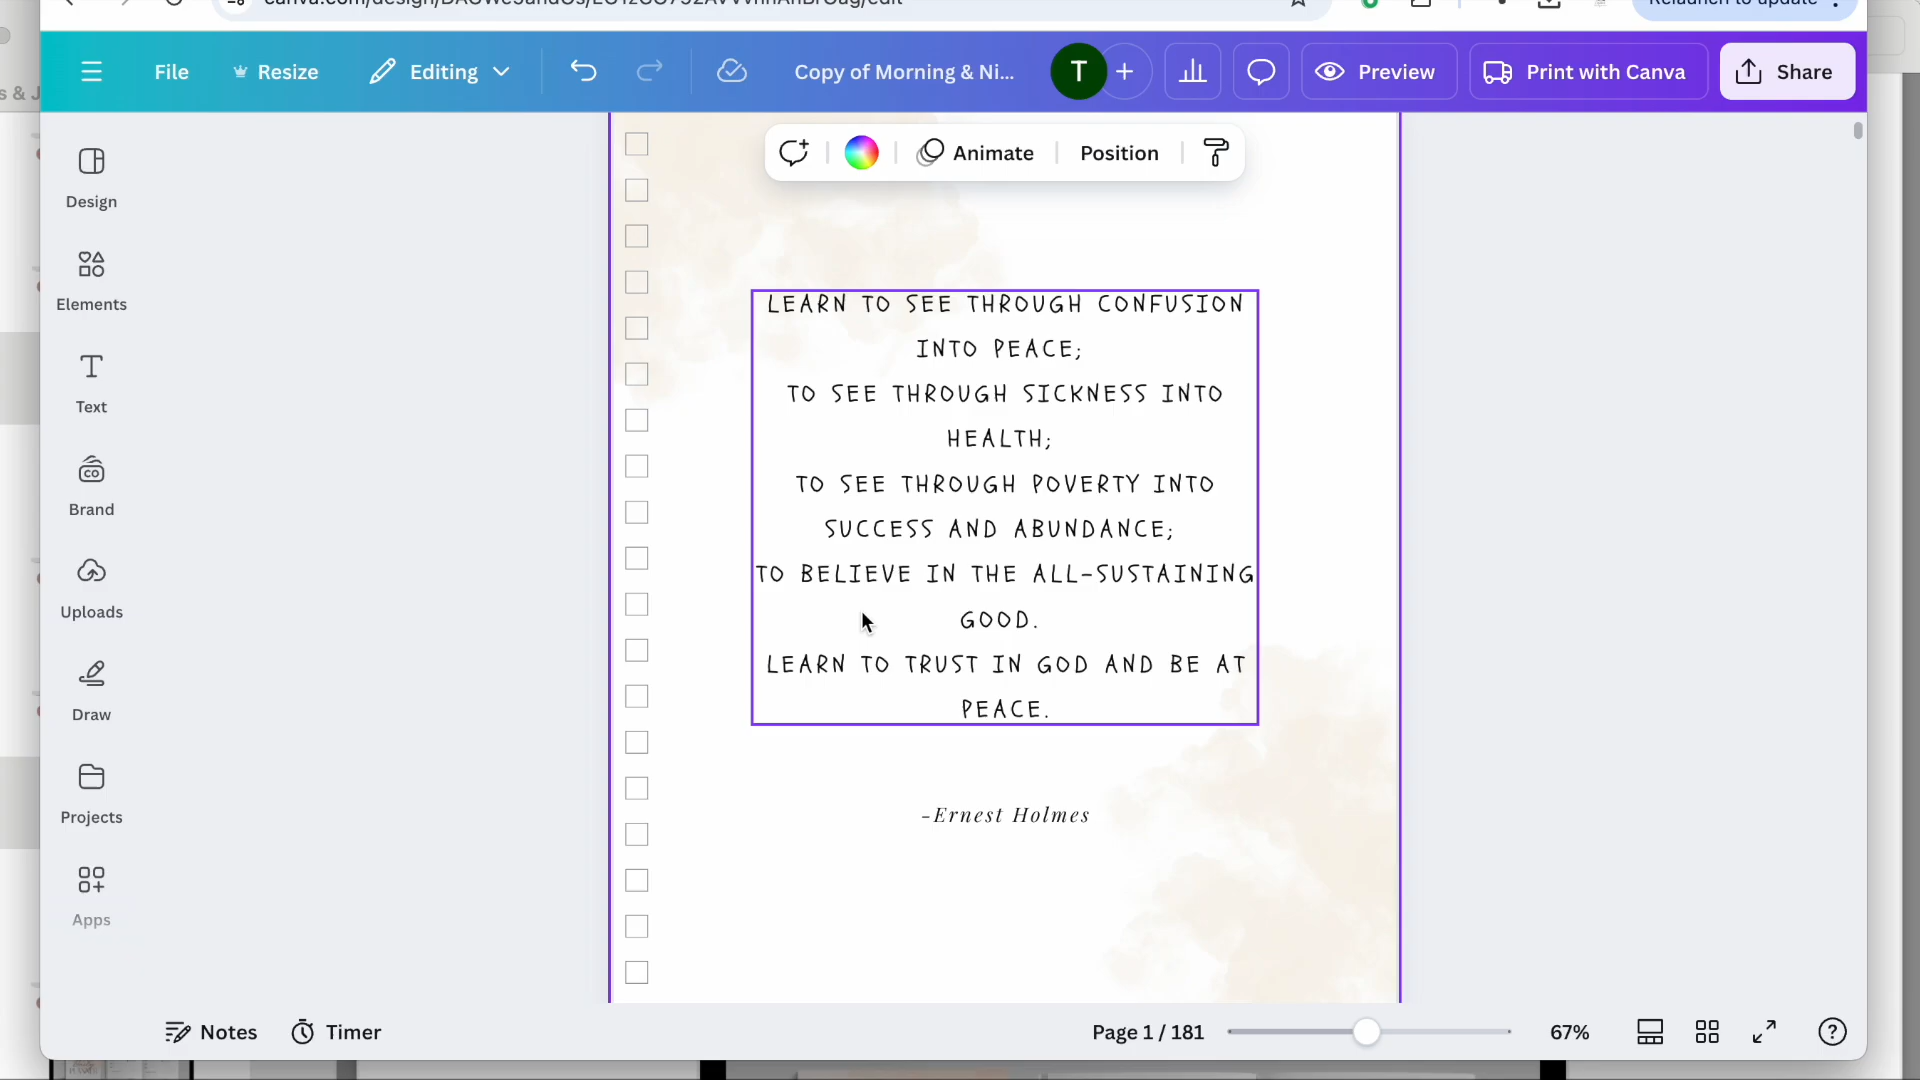 File
Resize
Editing
Copy of Morning & Ni...
T
Preview
Print with Canva
Share
Animate
Position
Design
Elements
Text
Brand
Uploads
Draw
Projects
Apps
LEARN TO SEE THROUGH CONFUSION
INTO PEACE;
TO SEE THROUGH SICKNESS INTO
HEALTH;
TO SEE THROUGH POVERTY INTO
SUCCESS AND ABUNDANCE;
TO BELIEVE IN THE ALL-SUSTAINING
GOOD.
LEARN TO TRUST IN GOD AND BE AT
PEACE.
-Ernest Holmes
Notes
Timer
Page 1 / 181
67%